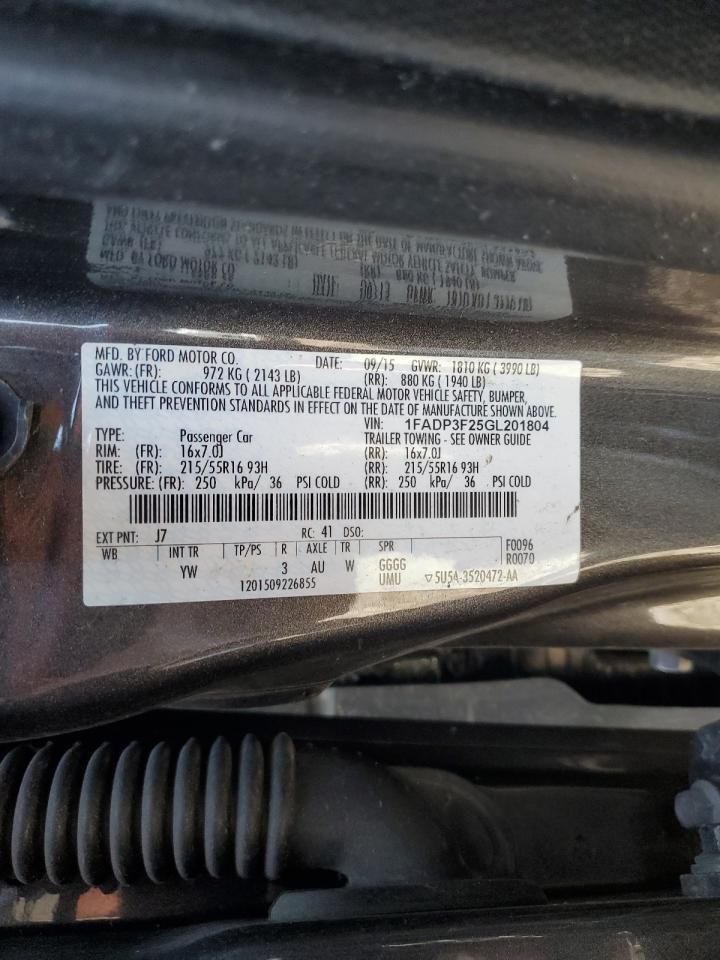 MFD. BY FORD MOTOR CO. DATE: 09/15 GVWR: 1810 KG ( 3990 LB)
GAWR: (FR): 972 KG ( 2143 LB) (RR): 880 KG ( 1940 LB)
THIS VEHICLE CONFORMS TO ALL APPLICABLE FEDERAL MOTOR VEHICLE SAFETY, BUMPER,
AND THEFT PREVENTION STANDARDS IN EFFECT ON THE DATE OF MANUFACTURE SHOWN ABOVE.
VIN: 1FADP3F25GL201804
TYPE: Passenger Car TRAILER TOWING - SEE OWNER GUIDE
RIM: (FR): 16x7.0J (RR): 16x7.0J
TIRE: (FR): 215/55R16 93H (RR): 215/55R16 93H
PRESSURE: (FR): 250 kPa/ 36 PSI COLD (RR): 250 kPa/ 36 PSI COLD
EXT PNT: J7 RC: 41 DSO:
WB INT TR TP/PS R AXLE TR SPR F0096
R0070
YW 3 AU W GGGG
UMU
1201509226855 ▽5U5A-3520472-AA